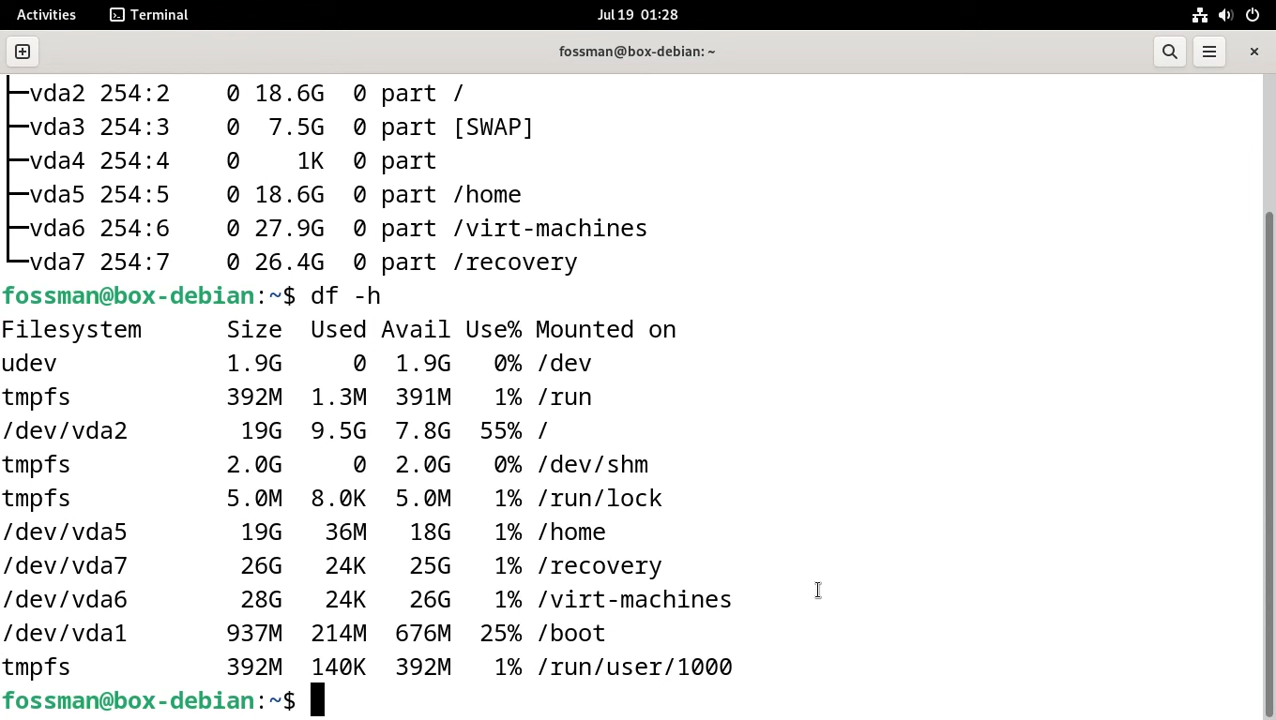 Activities Terminal Jul 19 01:28
fossman@box-debian: ~
├─vda2 254:2    0 18.6G  0 part /
├─vda3 254:3    0  7.5G  0 part [SWAP]
├─vda4 254:4    0    1K  0 part
├─vda5 254:5    0 18.6G  0 part /home
├─vda6 254:6    0 27.9G  0 part /virt-machines
└─vda7 254:7    0 26.4G  0 part /recovery
fossman@box-debian:~$ df -h
Filesystem      Size  Used Avail Use% Mounted on
udev            1.9G     0  1.9G   0% /dev
tmpfs           392M  1.3M  391M   1% /run
/dev/vda2        19G  9.5G  7.8G  55% /
tmpfs           2.0G     0  2.0G   0% /dev/shm
tmpfs           5.0M  8.0K  5.0M   1% /run/lock
/dev/vda5        19G   36M   18G   1% /home
/dev/vda7        26G   24K   25G   1% /recovery
/dev/vda6        28G   24K   26G   1% /virt-machines
/dev/vda1       937M  214M  676M  25% /boot
tmpfs           392M  140K  392M   1% /run/user/1000
fossman@box-debian:~$